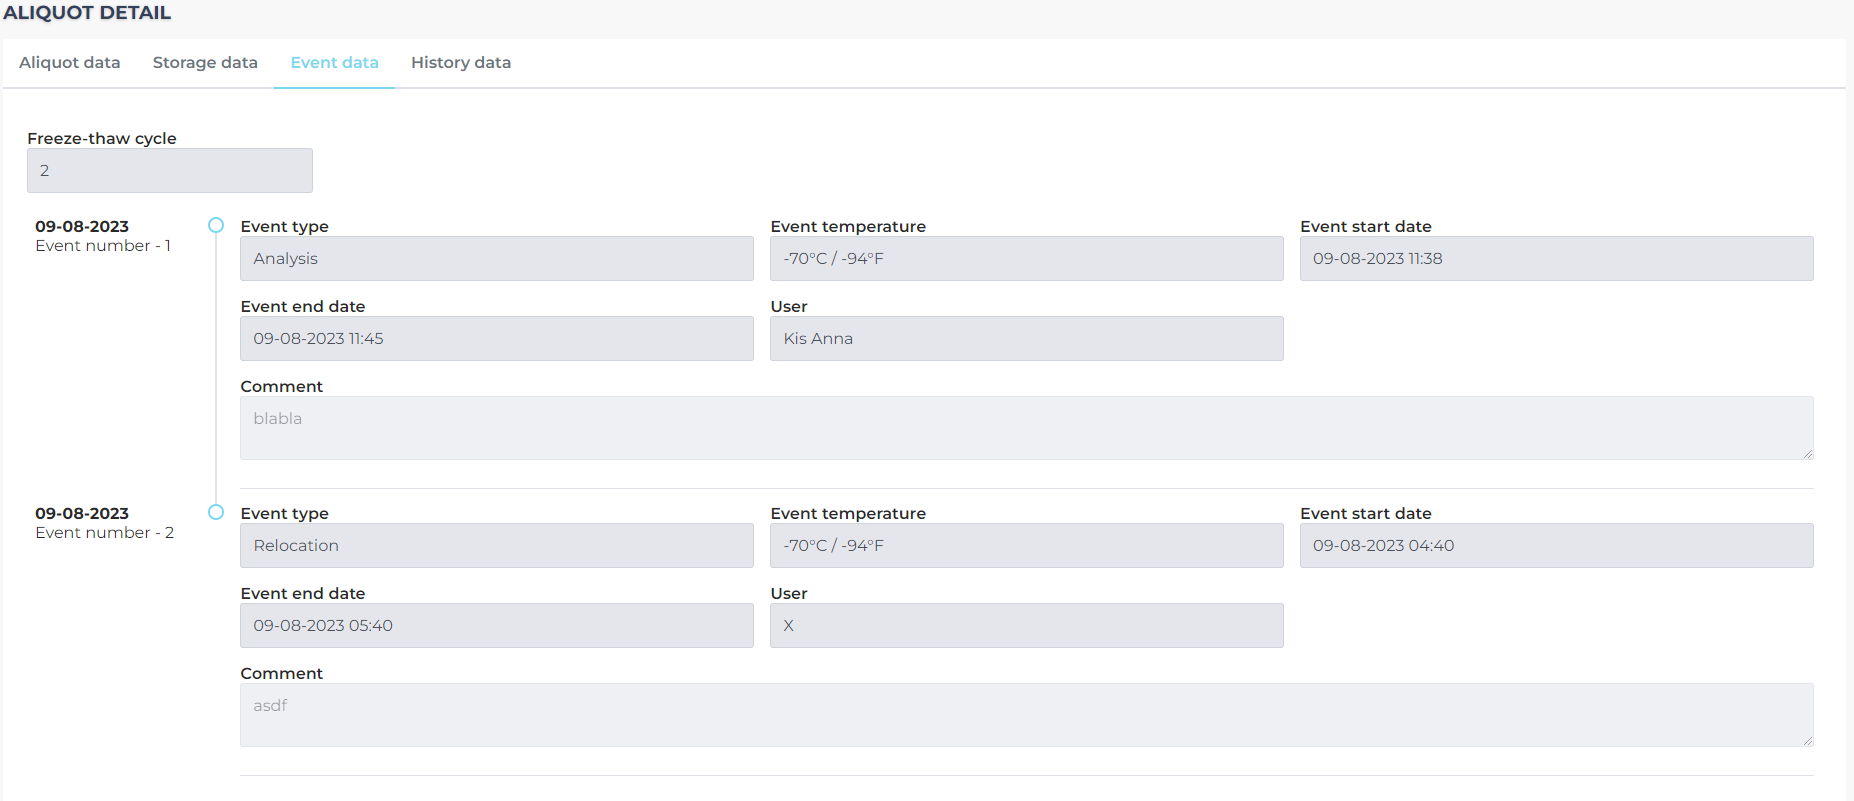 ALIQUOT DETAIL
Aliquot data Storage data Event data History data
Freeze-thaw cycle
2
09-08-2023
Event number - 1
Event type Event temperature Event start date
Analysis -70°C / -94°F 09-08-2023 11:38
Event end date User
09-08-2023 11:45 Kis Anna
Comment
blabla
09-08-2023
Event number - 2
Event type Event temperature Event start date
Relocation -70°C / -94°F 09-08-2023 04:40
Event end date User
09-08-2023 05:40 X
Comment
asdf